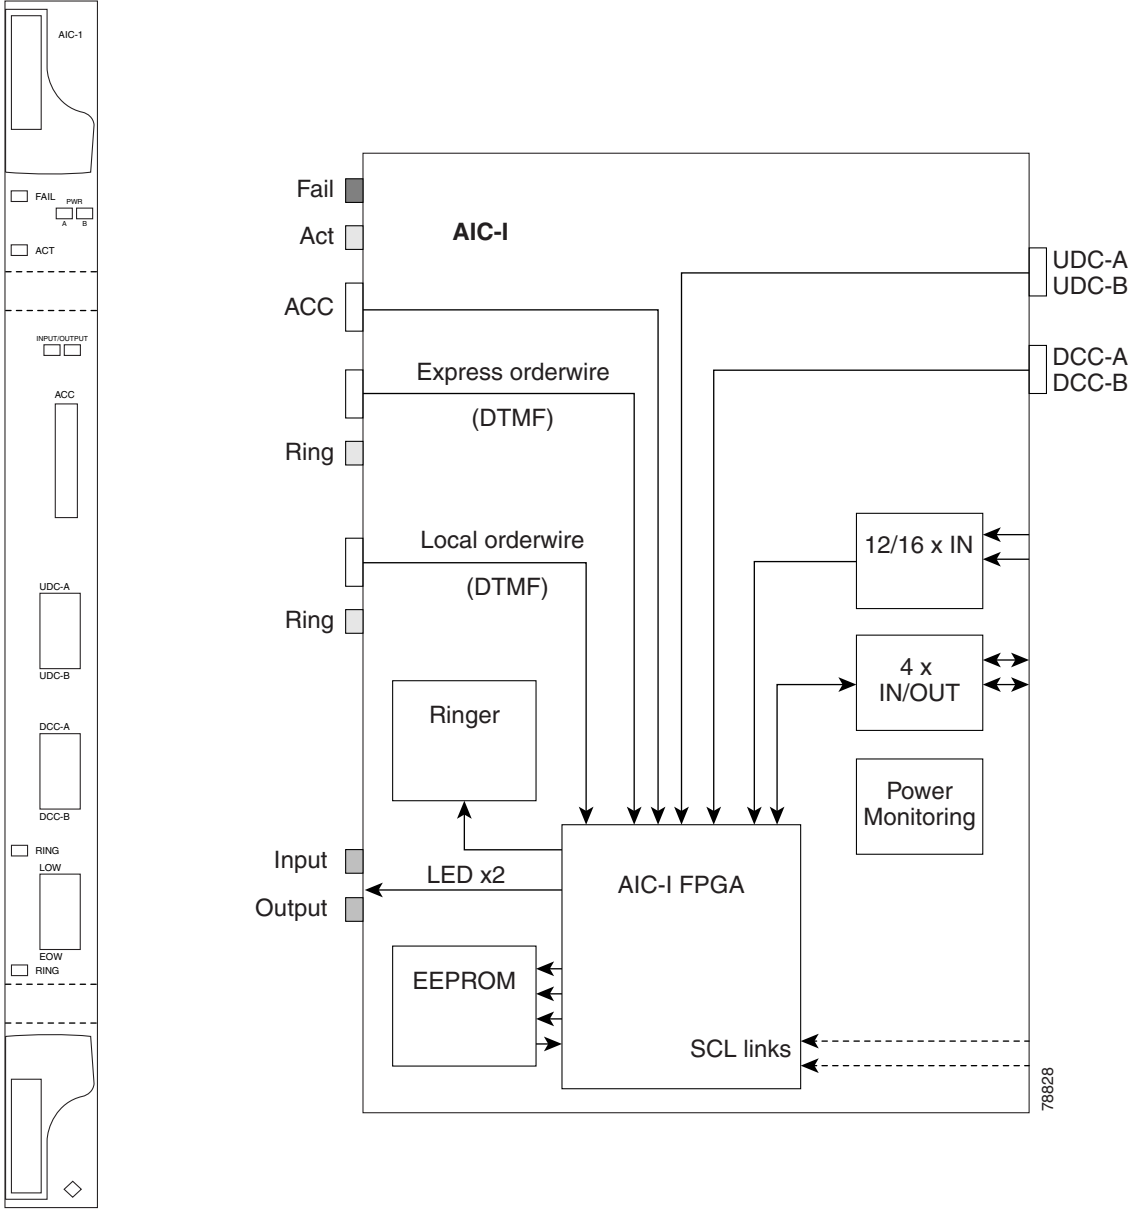 AIC-1
FAIL
PWR
A B
ACT
INPUT/OUTPUT
ACC
UDC-A
UDC-B
DCC-A
DCC-B
RING
LOW
EOW
RING
Fail
Act
AIC-I
ACC
UDC-A
UDC-B
DCC-A
DCC-B
Express orderwire
(DTMF)
Ring
Local orderwire
(DTMF)
Ring
12/16 x IN
4 x
IN/OUT
Ringer
Power
Monitoring
Input
LED x2
Output
AIC-I FPGA
EEPROM
SCL links
78828